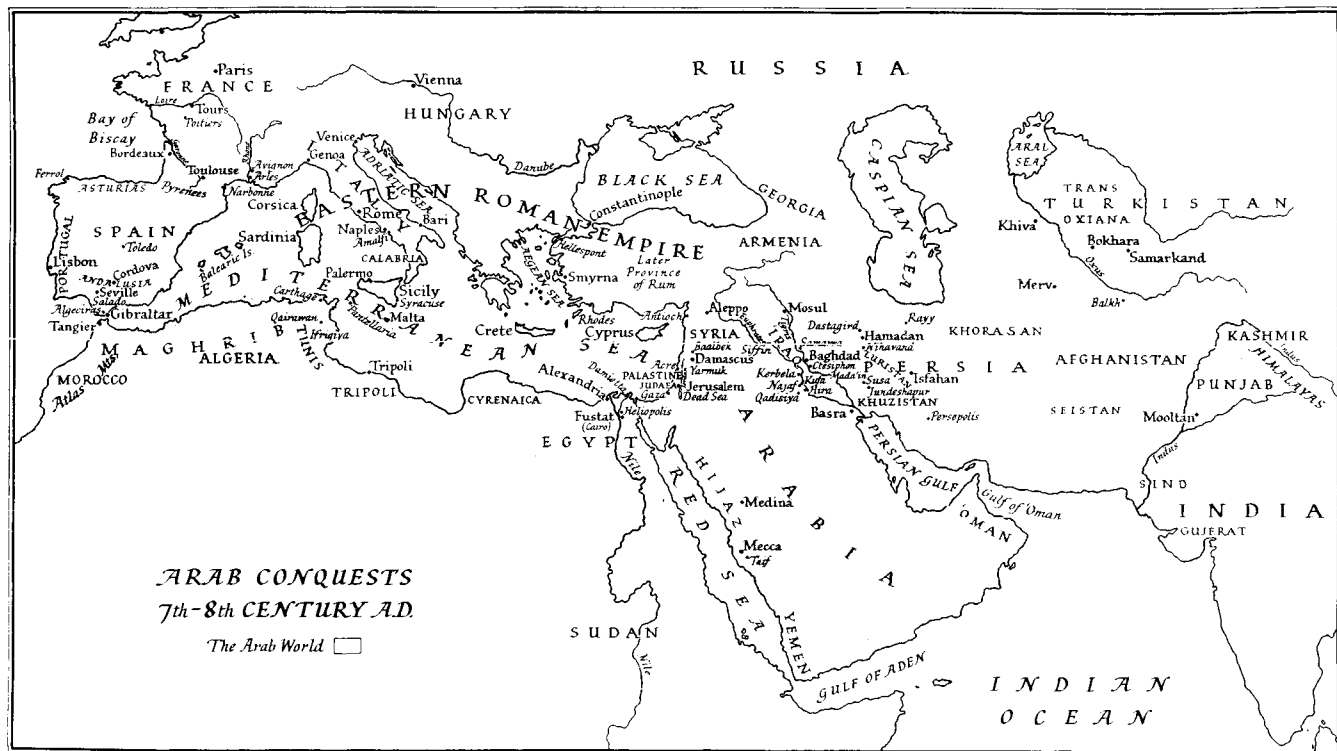 RUSSIA
Paris
FRANCE
Loire
Tours
Poitiers
Bay of
Biscay
Bordeaux
Garonne
Rhone
Toulouse
Avignon
Arles
Narbonne
Pyrenees
Ferrol
ASTURIAS
Vienna
HUNGARY
Danube
Venice
Genoa
ITALY
ADRIATIC SEA
Corsica
Sardinia
Rome
Bari
Naples
Amalfi
CALABRIA
Palermo
Sicily
Syracuse
Malta
Pantellaria
EASTERN ROMAN EMPIRE
Later
Province
of Rum
BLACK SEA
Constantinople
Hellespont
AEGEAN SEA
Smyrna
Rhodes
Crete
Cyprus
Antioch
GEORGIA
ARMENIA
CASPIAN
SEA
ARAL
SEA
TRANS
OXIANA
TURKISTAN
Khiva
Bokhara
Samarkand
Oxus
Merv
Balkh
PORTUGAL
SPAIN
Toledo
Lisbon
ANDALUSIA
Cordova
Seville
Salado
Algeciras
Gibraltar
Tangier
Balearic Is.
MEDITERRANEAN SEA
Carthage
Qairawan
Ifriqiya
TUNIS
MAGHRIB
ALGERIA
MOROCCO
Atlas Mts
Tripoli
TRIPOLI
CYRENAICA
Alexandria
Damietta
Heliopolis
Fustat
(Cairo)
EGYPT
Nile
Aleppo
SYRIA
Baalbek
Damascus
Yarmuk
Acre
PALESTINE
JUDAEA
Gaza
Jerusalem
Dead Sea
Euphrates
Siffin
Tigris
IRAQ
Mosul
Samarra
Baghdad
Ctesiphon
Mada'in
Kerbela
Kufa
Najaf
Hira
Qadisiya
Basra
Dastagird
Hamadan
Nihavand
LURISTAN
Susa
Jundeshapur
KHUZISTAN
Isfahan
Persepolis
Rayy
PERSIA
KHORASAN
AFGHANISTAN
SEISTAN
KASHMIR
Indus
HIMALAYAS
PUNJAB
Mooltan
Indus
SIND
INDIA
GUJERAT
PERSIAN GULF
Gulf of Oman
OMAN
ARABIA
HIJAZ
Medina
Mecca
Taif
RED SEA
YEMEN
GULF OF ADEN
SUDAN
Nile
INDIAN
OCEAN
ARAB CONQUESTS
7th-8th CENTURY A.D.
The Arab World